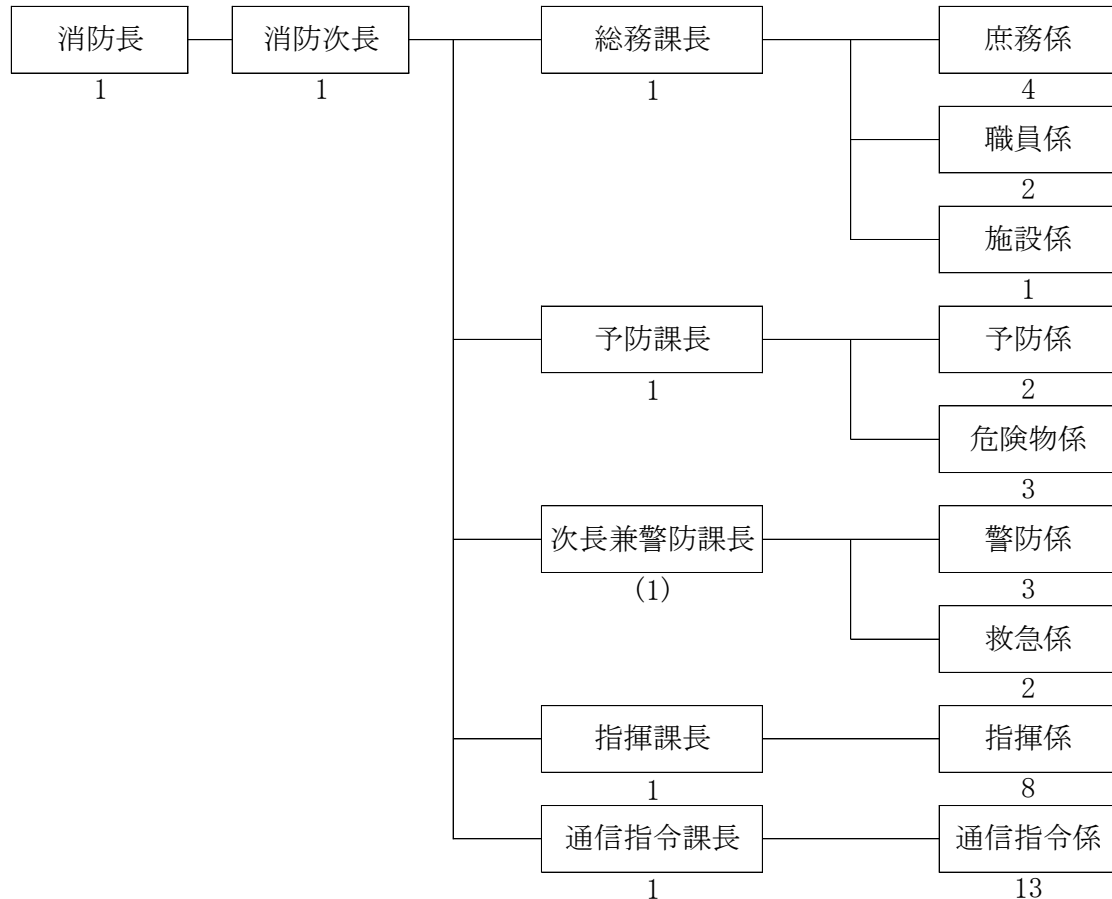 消防長
1
消防次長
1
総務課長
1
庶務係
4
職員係
2
施設係
1
予防課長
1
予防係
2
危険物係
3
次長兼警防課長
(1)
警防係
3
救急係
2
指揮課長
1
指揮係
8
通信指令課長
1
通信指令係
13